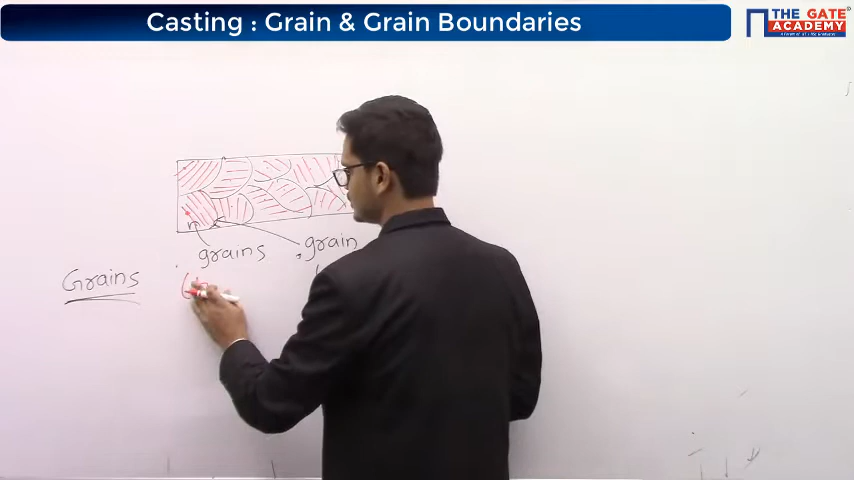 Casting : Grain & Grain Boundaries
THE GATE
ACADEMY
grains
grain
Grains